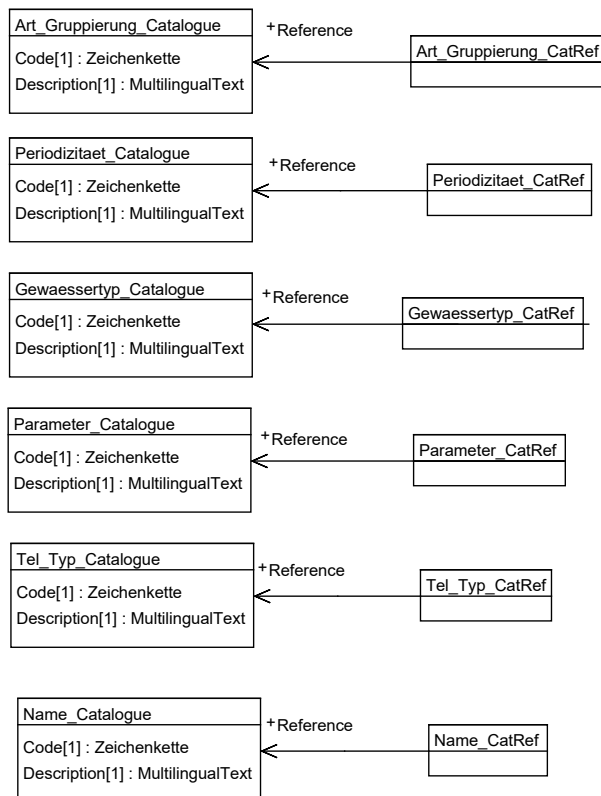 Art_Gruppierung_Catalogue
Code[1] : Zeichenkette
Description[1] : MultilingualText
+Reference
Art_Gruppierung_CatRef
Periodizitaet_Catalogue
Code[1] : Zeichenkette
Description[1] : MultilingualText
+Reference
Periodizitaet_CatRef
Gewaessertyp_Catalogue
Code[1] : Zeichenkette
Description[1] : MultilingualText
+Reference
Gewaessertyp_CatRef
Parameter_Catalogue
Code[1] : Zeichenkette
Description[1] : MultilingualText
+Reference
Parameter_CatRef
Tel_Typ_Catalogue
Code[1] : Zeichenkette
Description[1] : MultilingualText
+Reference
Tel_Typ_CatRef
Name_Catalogue
Code[1] : Zeichenkette
Description[1] : MultilingualText
+Reference
Name_CatRef